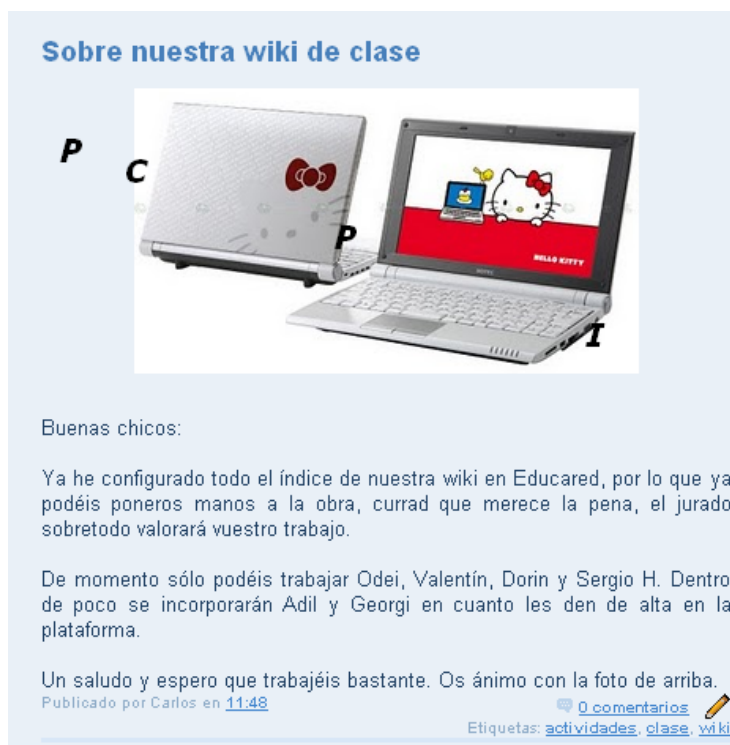 Sobre nuestra wiki de clase
P
C
P
HELLO KITTY
I
Buenas chicos:
Ya he configurado todo el índice de nuestra wiki en Educared, por lo que ya
podéis poneros manos a la obra, currad que merece la pena, el jurado
sobretodo valorará vuestro trabajo.
De momento sólo podéis trabajar Odei, Valentín, Dorin y Sergio H. Dentro
de poco se incorporarán Adil y Georgi en cuanto les den de alta en la
plataforma.
Un saludo y espero que trabajéis bastante. Os ánimo con la foto de arriba.
Publicado por Carlos en 11:48
0 comentarios
Etiquetas: actividades, clase, wiki